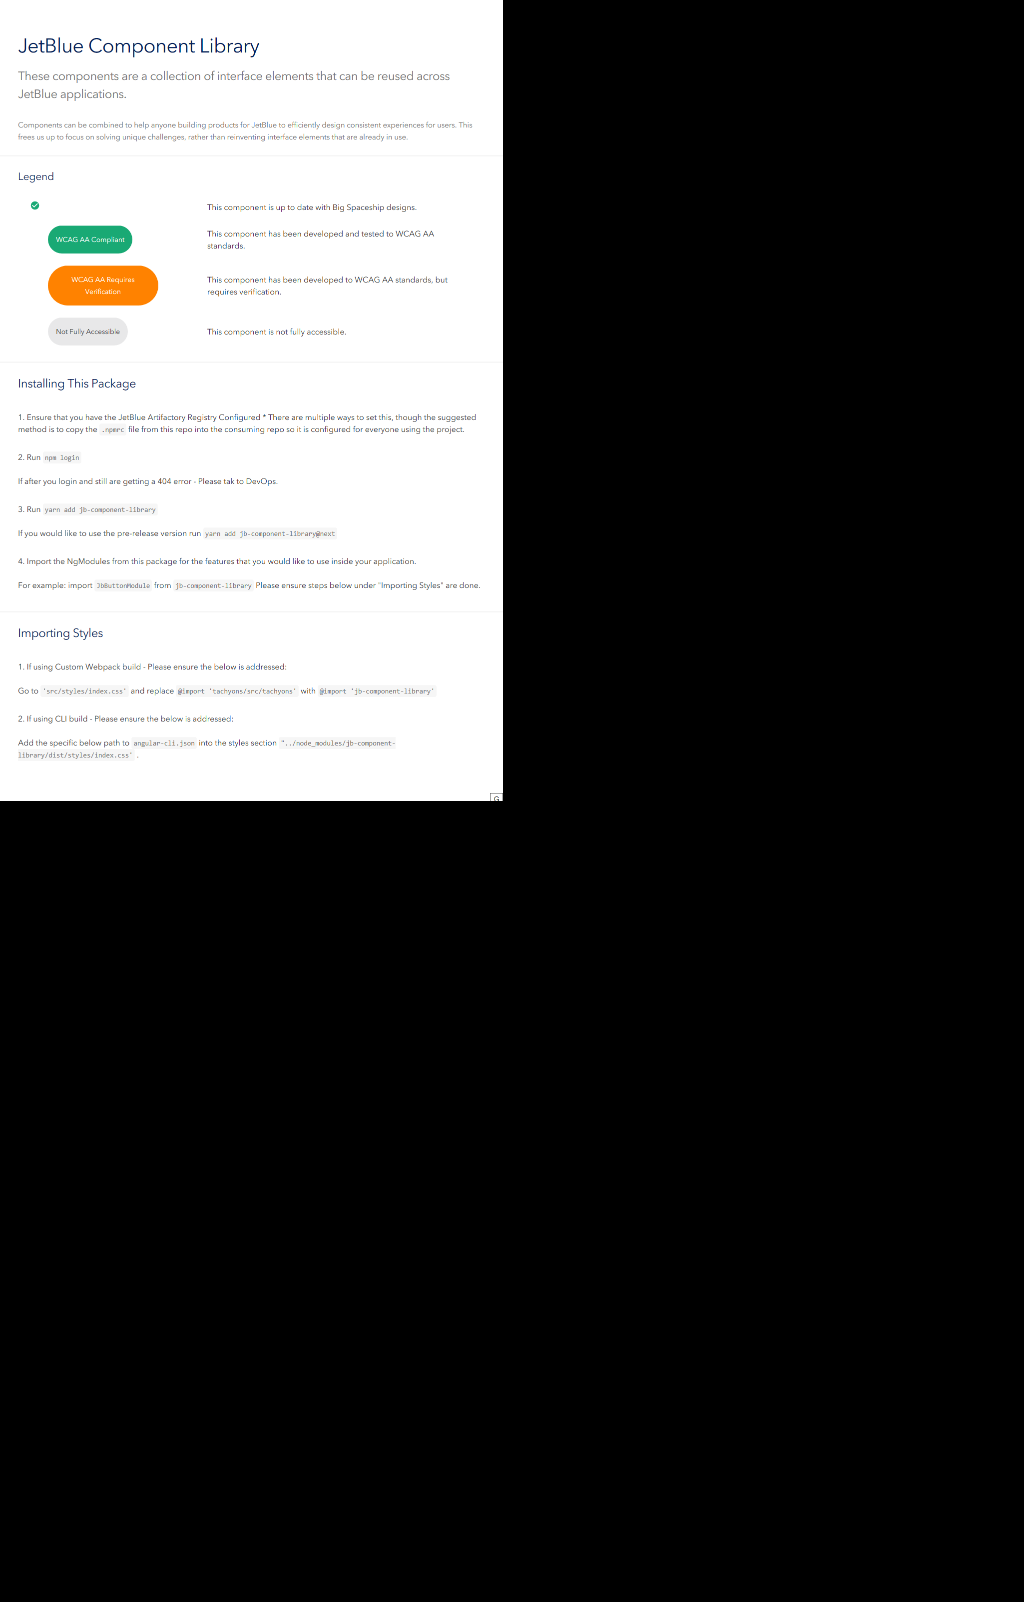 JetBlue Component Library
These components are a collection of interface elements that can be reused across
JetBlue applications.
Components can be combined to help anyone building products for JetBlue to efficiently design consistent experiences for users. This
frees us up to focus on solving unique challenges, rather than reinventing interface elements that are already in use.
Legend
This component is up to date with Big Spaceship designs.
WCAG AA Compliant
This component has been developed and tested to WCAG AA
standards.
WCAG AA Requires
Verification
This component has been developed to WCAG AA standards, but
requires verification.
Not Fully Accessible
This component is not fully accessible.
Installing This Package
1. Ensure that you have the JetBlue Artifactory Registry Configured * There are multiple ways to set this, though the suggested
method is to copy the .npmrc file from this repo into the consuming repo so it is configured for everyone using the project.
2. Run npm login
If after you login and still are getting a 404 error - Please tak to DevOps.
3. Run yarn add jb-component-library
If you would like to use the pre-release version run yarn add jb-component-library@next
4. Import the NgModules from this package for the features that you would like to use inside your application.
For example: import JbButtonModule from jb-component-library Please ensure steps below under "Importing Styles" are done.
Importing Styles
1. If using Custom Webpack build - Please ensure the below is addressed:
Go to 'src/styles/index.css' and replace @import 'tachyons/src/tachyons' with @import 'jb-component-library'
2. If using CLI build - Please ensure the below is addressed:
Add the specific below path to angular-cli.json into the styles section "../node_modules/jb-component-
library/dist/styles/index.css' .
G